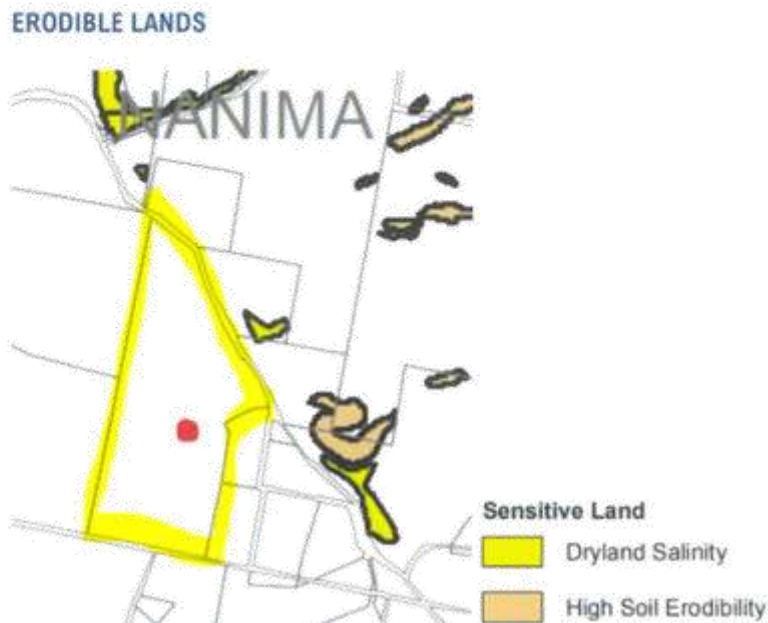 ERODIBLE LANDS
NANIMA
Sensitive Land
Dryland Salinity
High Soil Erodibility